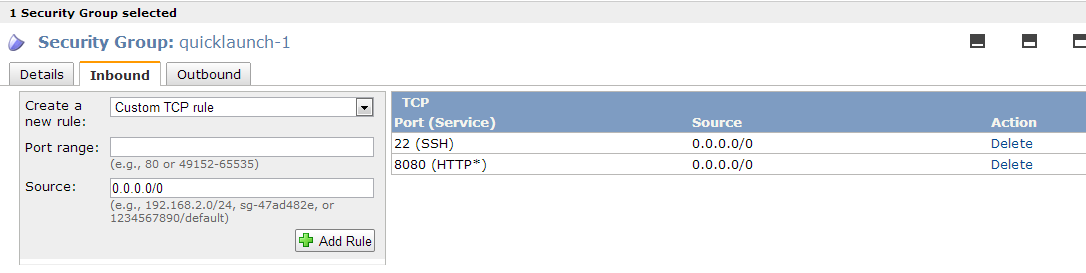 1 Security Group selected
Security Group: quicklaunch-1
Details Inbound Outbound
Create a new rule: Custom TCP rule
Port range:
(e.g., 80 or 49152-65535)
Source: 0.0.0.0/0
(e.g., 192.168.2.0/24, sg-47ad482e, or
1234567890/default)
Add Rule
TCP
Port (Service) Source Action
22 (SSH) 0.0.0.0/0 Delete
8080 (HTTP*) 0.0.0.0/0 Delete